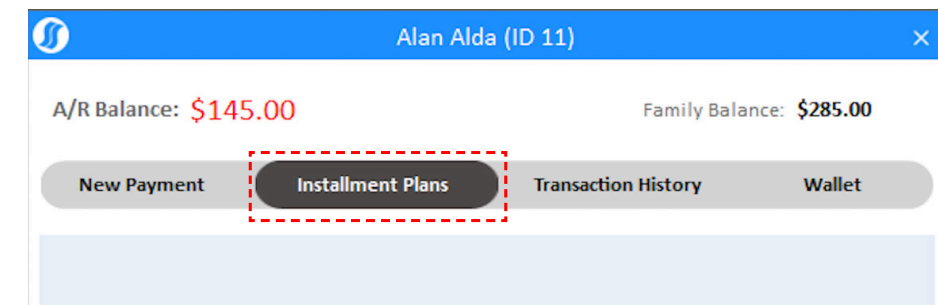 Alan Alda (ID 11)
A/R Balance: $145.00 Family Balance: $285.00
New Payment Installment Plans Transaction History Wallet